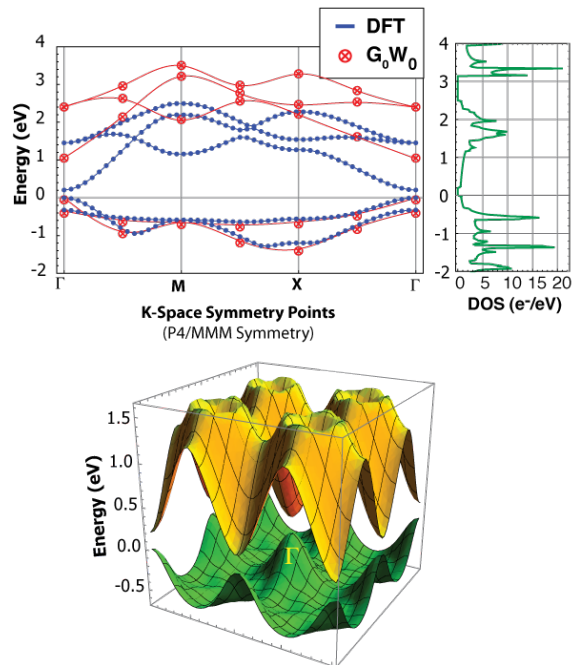 DFT
G₀W₀
Energy (eV)
4
3
2
1
0
-1
-2
Γ M X Γ
K-Space Symmetry Points
(P4/MMM Symmetry)
4
3
2
1
0
-1
-2
0 5 10 15 20
DOS (e⁻/eV)
Energy (eV)
1.5
1.0
0.5
0.0
-0.5
Γ